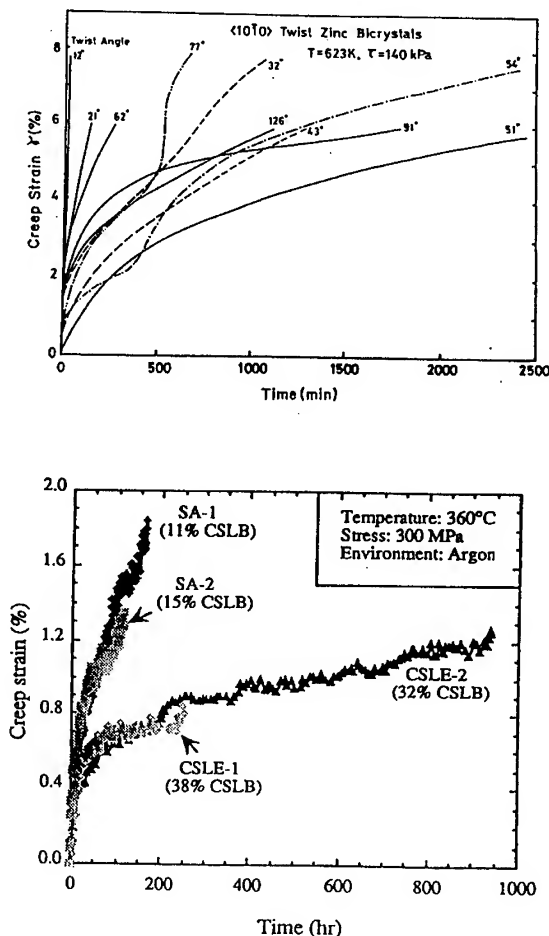 ⟨10Ī0⟩ Twist Zinc Bicrystals
T=623K, τ=140 kPa
Twist Angle
12°
21°
62°
77°
32°
126°
43°
91°
54°
51°
8
6
4
2
0
Creep Strain γ(%)
0 500 1000 1500 2000 2500
Time (min)
2.0
1.6
1.2
0.8
0.4
0.0
Creep strain (%)
SA-1
(11% CSLB)
SA-2
(15% CSLB)
Temperature: 360°C
Stress: 300 MPa
Environment: Argon
CSLE-2
(32% CSLB)
CSLE-1
(38% CSLB)
0 200 400 600 800 1000
Time (hr)